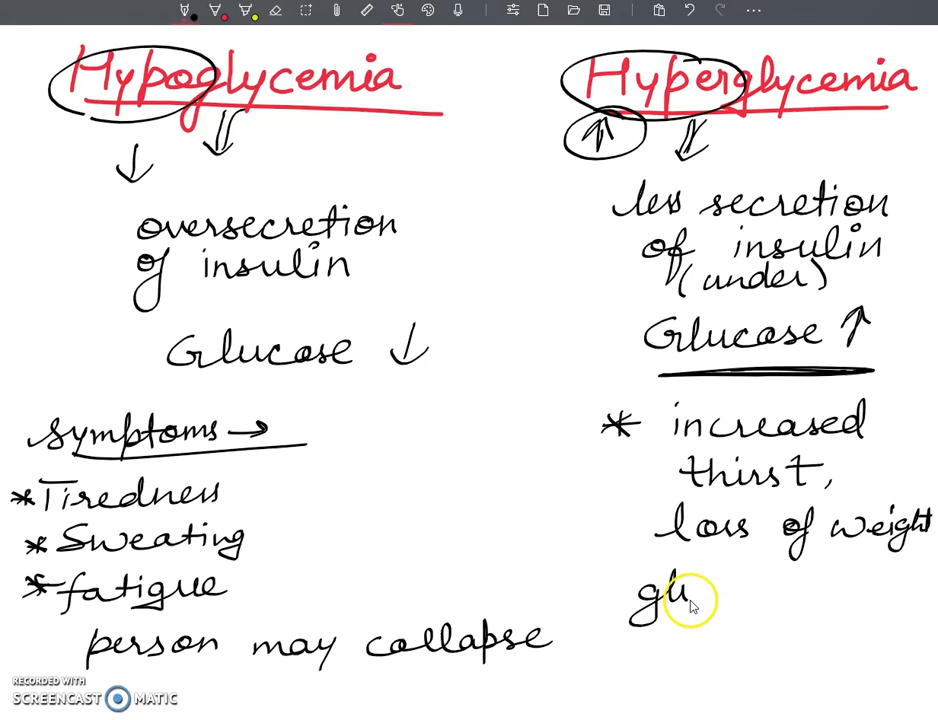 Hypoglycemia
↓
oversecretion
of insulin
Glucose ↓
Symptoms →
* Tiredness
* Sweating
* fatigue
person may collapse
Hyperglycemia
↑
less secretion
of insulin
(under)
Glucose ↑
* increased
thirst,
loss of weight
glu
RECORDED WITH
SCREENCAST MATIC